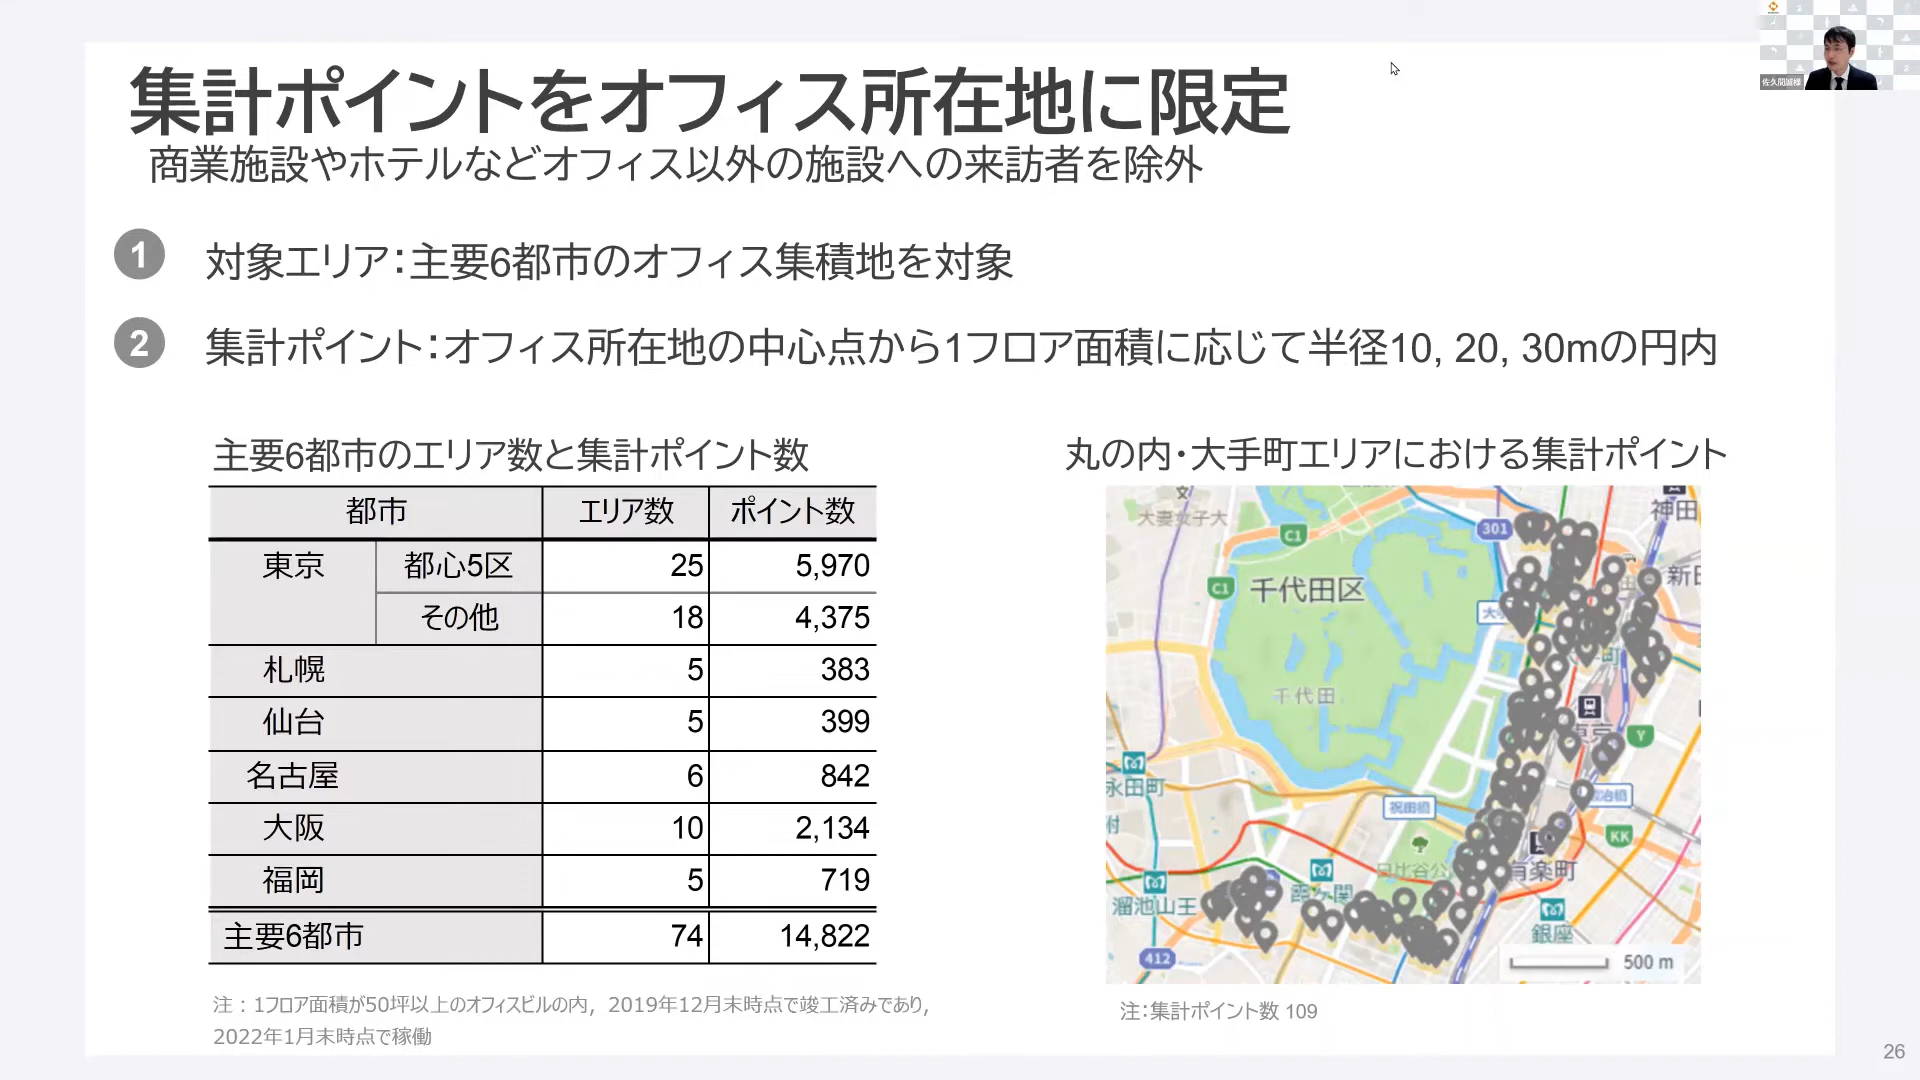 集計ポイントをオフィス所在地に限定
商業施設やホテルなどオフィス以外の施設への来訪者を除外
佐久間誠様
1 対象エリア：主要6都市のオフィス集積地を対象
2 集計ポイント：オフィス所在地の中心点から1フロア面積に応じて半径10, 20, 30mの円内
主要6都市のエリア数と集計ポイント数
都市 エリア数 ポイント数
東京 都心5区 25 5,970
その他 18 4,375
札幌 5 383
仙台 5 399
名古屋 6 842
大阪 10 2,134
福岡 5 719
主要6都市 74 14,822
注：1フロア面積が50坪以上のオフィスビルの内，2019年12月末時点で竣工済みであり，
2022年1月末時点で稼働
丸の内・大手町エリアにおける集計ポイント
文
大妻女子大
C1
301
神田
C1
千代田区
千代田
Y
永田町
祝田橋
KK
日比谷公
有楽町
霞ヶ関
溜池山王
銀座
412
500 m
注：集計ポイント数 109
26